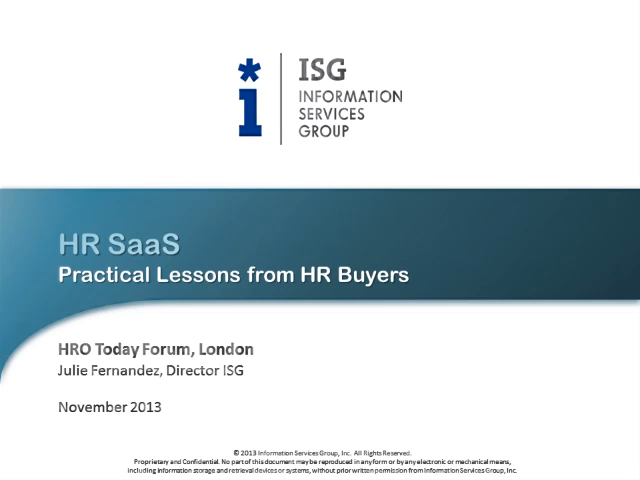 ISG
INFORMATION
SERVICES
GROUP
HR SaaS
Practical Lessons from HR Buyers
HRO Today Forum, London
Julie Fernandez, Director ISG
November 2013
© 2013 Information Services Group, Inc. All Rights Reserved.
Proprietary and Confidential. No part of this document may be reproduced in any form or by any electronic or mechanical means,
including information storage and retrieval devices or systems, without prior written permission from Information Services Group, Inc.